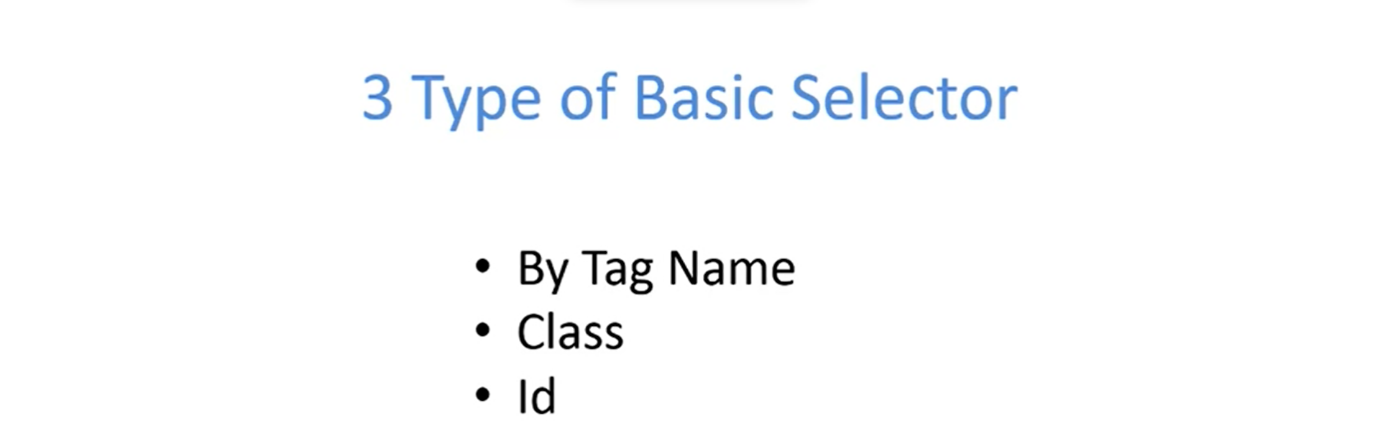 3 Type of Basic Selector
• By Tag Name
• Class
• Id